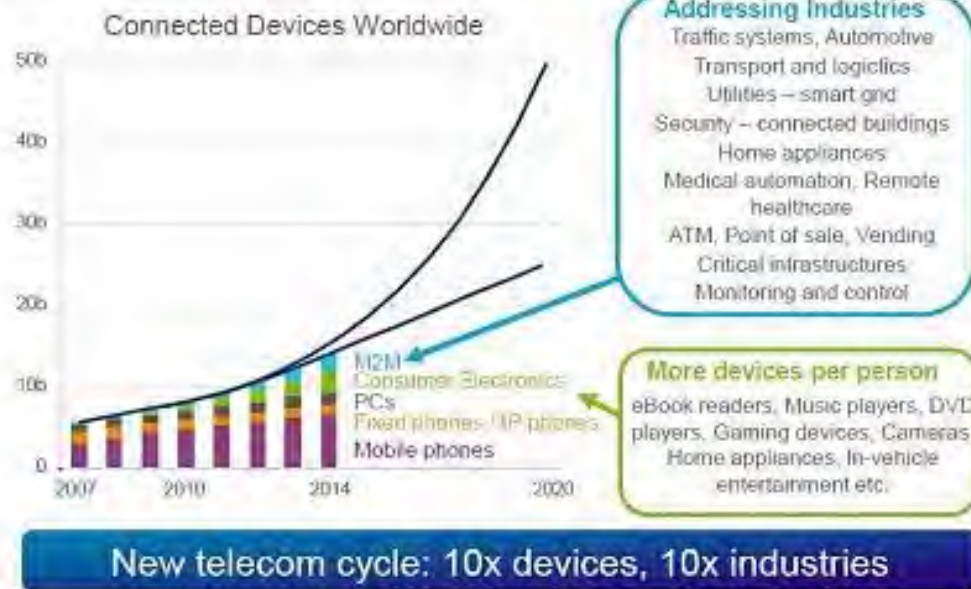 Connected Devices Worldwide
50b
40b
30b
20b
10b
0
2007
2010
2014
2020
M2M
Consumer Electronics
PCs
Fixed phones / IP phones
Mobile phones
Addressing Industries
Traffic systems, Automotive
Transport and logictics
Utilities – smart grid
Security – connected buildings
Home appliances
Medical automation, Remote
healthcare
ATM, Point of sale, Vending
Critical infrastructures
Monitoring and control
More devices per person
eBook readers, Music players, DVD
players, Gaming devices, Cameras
Home appliances, In-vehicle
entertainment etc.
New telecom cycle: 10x devices, 10x industries